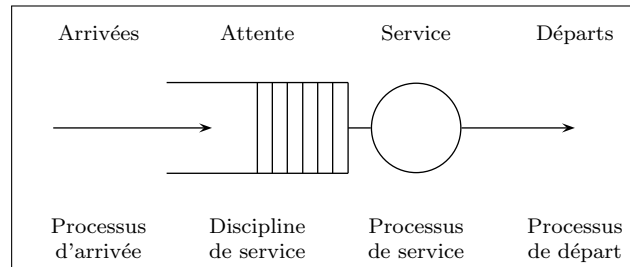 Arrivées Attente Service Départs
Processus Discipline Processus Processus
d'arrivée de service de service de départ